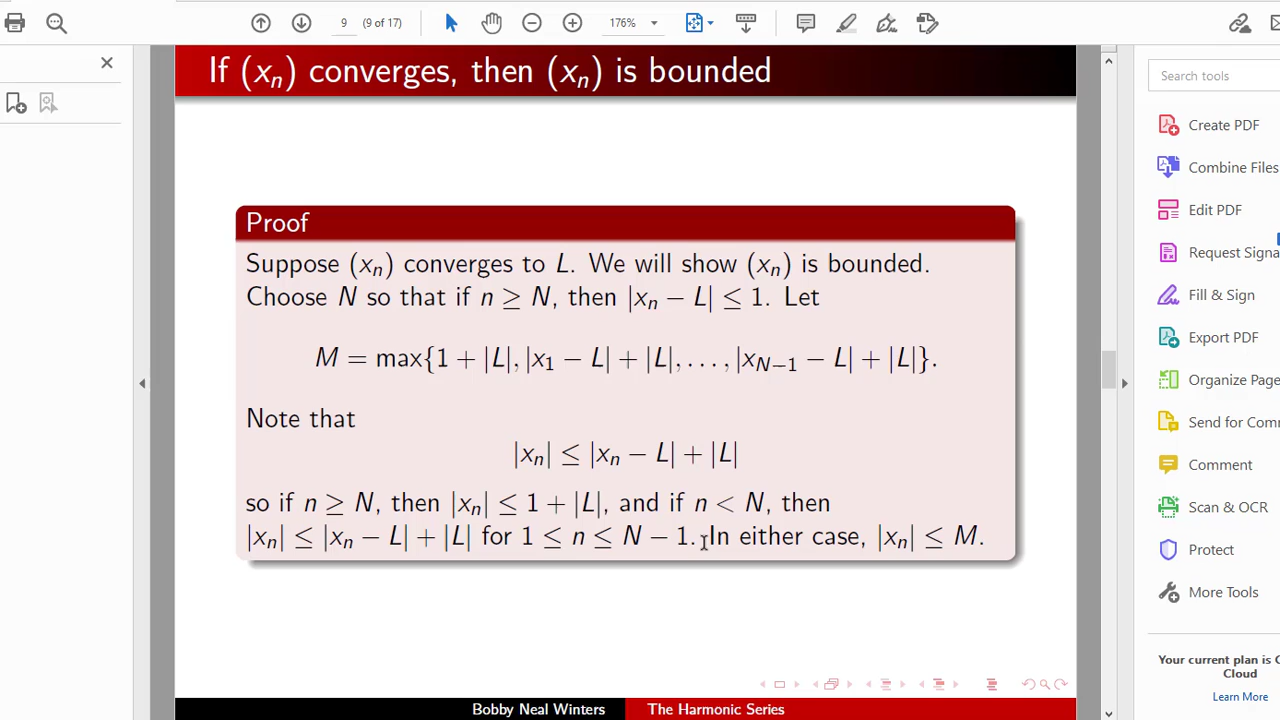 9 (9 of 17) 176%
If (xₙ) converges, then (xₙ) is bounded
Proof
Suppose (xₙ) converges to L. We will show (xₙ) is bounded.
Choose N so that if n ≥ N, then |xₙ − L| ≤ 1. Let
M = max{1 + |L|, |x₁ − L| + |L|, . . . , |x_{N−1} − L| + |L|}.
Note that
|xₙ| ≤ |xₙ − L| + |L|
so if n ≥ N, then |xₙ| ≤ 1 + |L|, and if n < N, then
|xₙ| ≤ |xₙ − L| + |L| for 1 ≤ n ≤ N − 1. In either case, |xₙ| ≤ M.
Bobby Neal Winters The Harmonic Series
Search tools
Create PDF
Combine Files
Edit PDF
Request Signa
Fill & Sign
Export PDF
Organize Page
Send for Com
Comment
Scan & OCR
Protect
More Tools
Your current plan is C
Cloud
Learn More